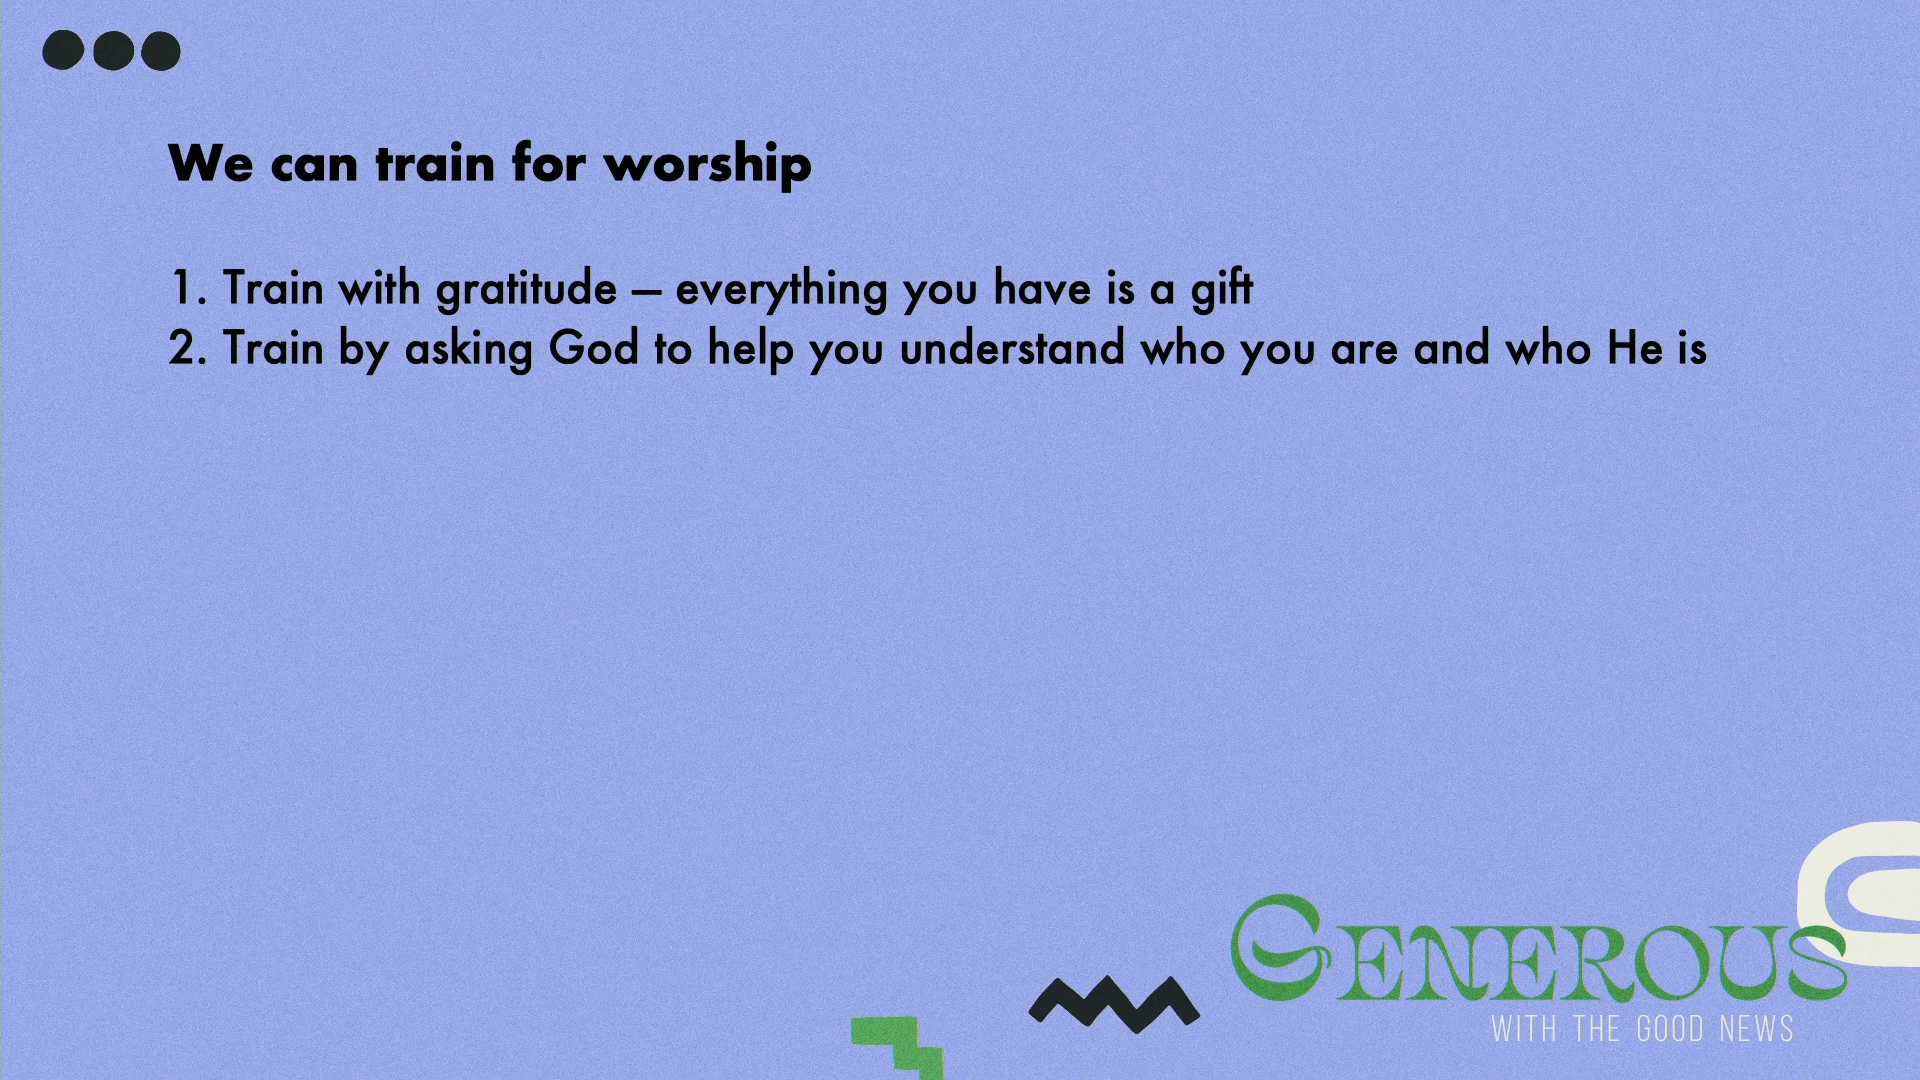 We can train for worship
1. Train with gratitude — everything you have is a gift
2. Train by asking God to help you understand who you are and who He is
GENEROUS
WITH THE GOOD NEWS